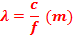 λ = c/f (m)